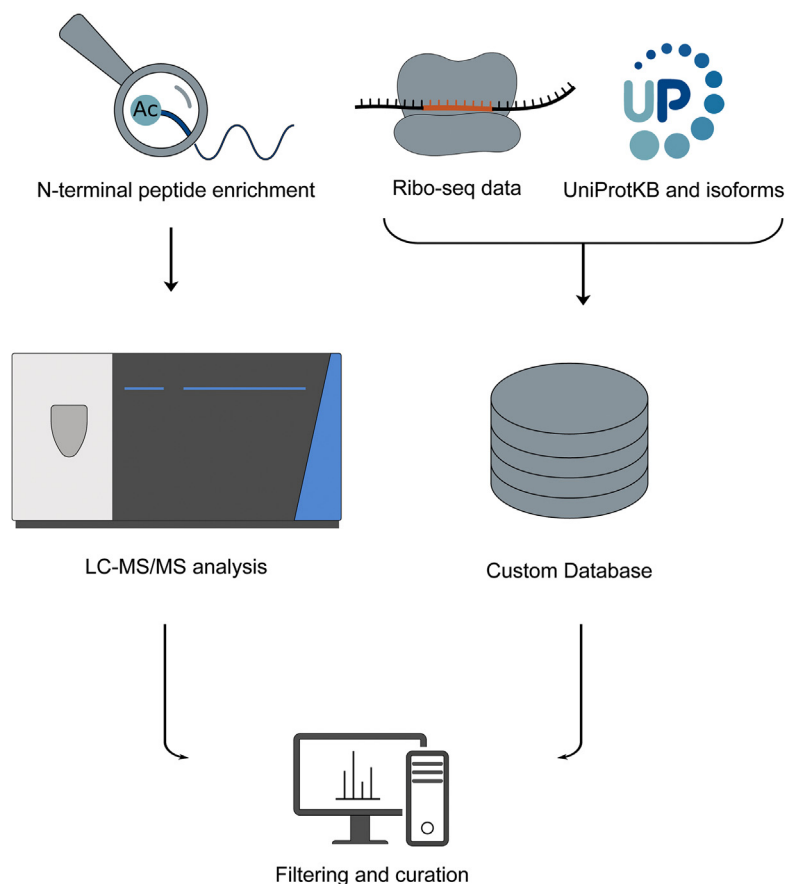 Ac
UP
N-terminal peptide enrichment
Ribo-seq data
UniProtKB and isoforms
LC-MS/MS analysis
Custom Database
Filtering and curation